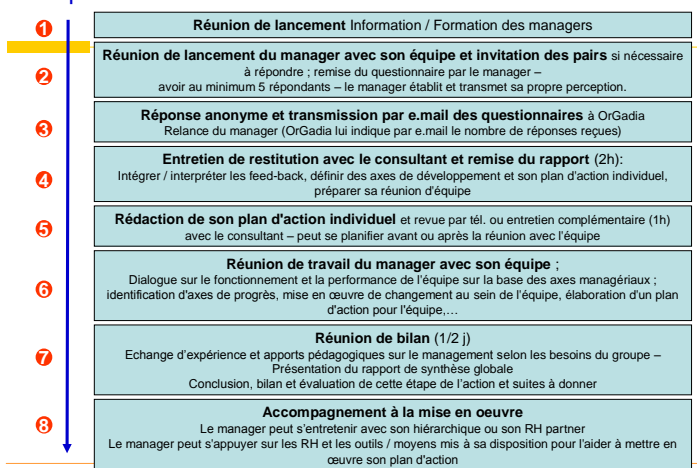 1 Réunion de lancement Information / Formation des managers
2 Réunion de lancement du manager avec son équipe et invitation des pairs si nécessaire
à répondre ; remise du questionnaire par le manager –
avoir au minimum 5 répondants – le manager établit et transmet sa propre perception.
3 Réponse anonyme et transmission par e.mail des questionnaires à OrGadia
Relance du manager (OrGadia lui indique par e.mail le nombre de réponses reçues)
4 Entretien de restitution avec le consultant et remise du rapport (2h):
Intégrer / interpréter les feed-back, définir des axes de développement et son plan d'action individuel,
préparer sa réunion d'équipe
5 Rédaction de son plan d'action individuel et revue par tél. ou entretien complémentaire (1h)
avec le consultant – peut se planifier avant ou après la réunion avec l'équipe
6 Réunion de travail du manager avec son équipe ;
Dialogue sur le fonctionnement et la performance de l'équipe sur la base des axes managériaux ;
identification d'axes de progrès, mise en œuvre de changement au sein de l'équipe, élaboration d'un plan
d'action pour l'équipe,…
7 Réunion de bilan (1/2 j)
Echange d'expérience et apports pédagogiques sur le management selon les besoins du groupe –
Présentation du rapport de synthèse globale
Conclusion, bilan et évaluation de cette étape de l'action et suites à donner
8 Accompagnement à la mise en oeuvre
Le manager peut s'entretenir avec son hiérarchique ou son RH partner
Le manager peut s'appuyer sur les RH et les outils / moyens mis à sa disposition pour l'aider à mettre en
œuvre son plan d'action